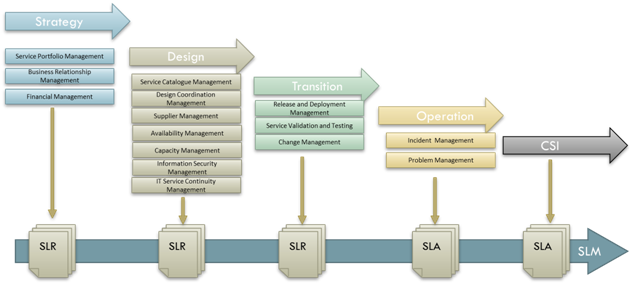 Strategy
Service Portfolio Management
Business Relationship
Management
Financial Management
Design
Service Catalogue Management
Design Coordination
Management
Supplier Management
Availability Management
Capacity Management
Information Security
Management
IT Service Continuity
Management
Transition
Release and Deployment
Management
Service Validation and Testing
Change Management
Operation
Incident Management
Problem Management
CSI
SLR
SLR
SLR
SLA
SLA
SLM